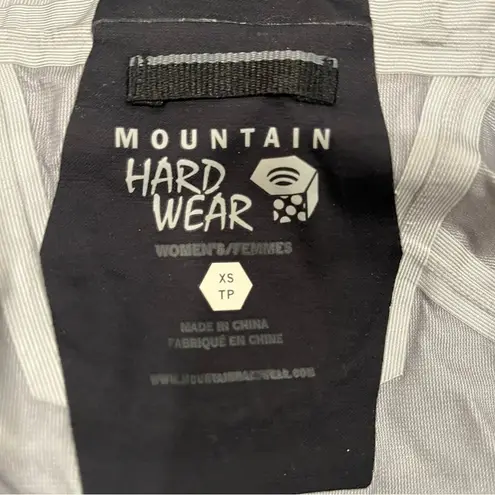 MOUNTAIN
HARD
WEAR
WOMEN'S/FEMMES
XS
TP
MADE IN CHINA
FABRIQUÉ EN CHINE
WWW.MOUNTAINHARDWEAR.COM